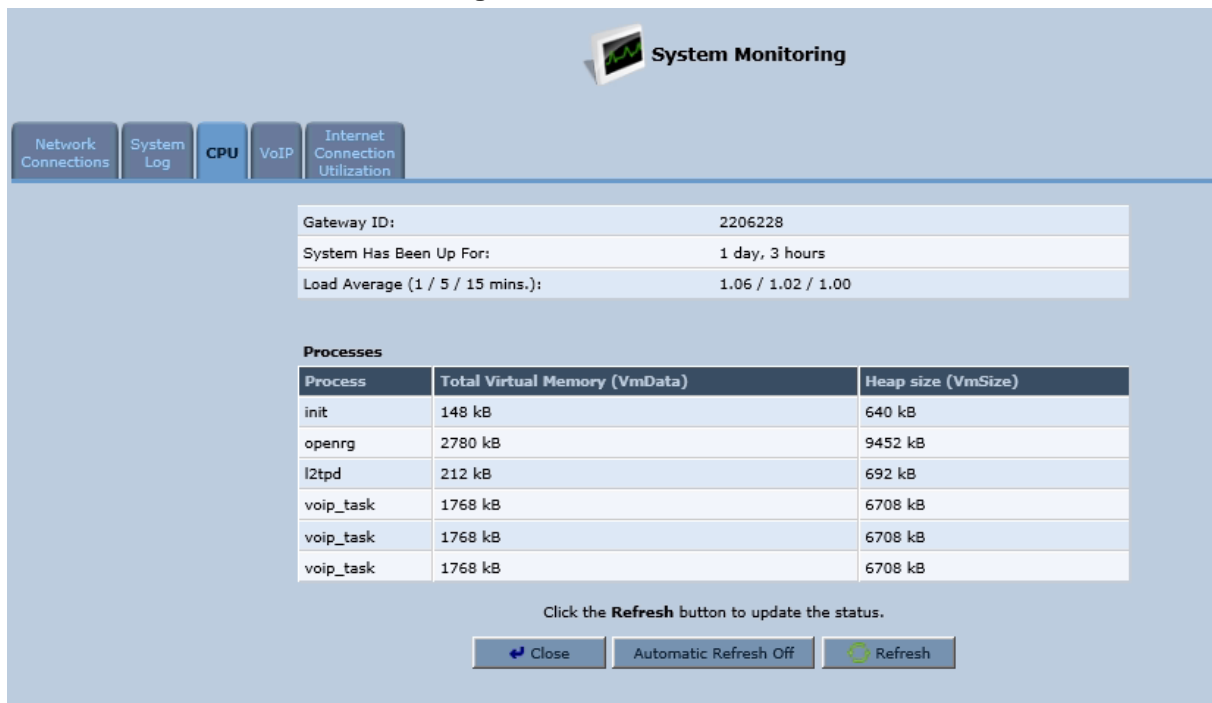 System Monitoring
Network Connections
System Log
CPU
VoIP
Internet Connection Utilization
Gateway ID: 2206228
System Has Been Up For: 1 day, 3 hours
Load Average (1 / 5 / 15 mins.): 1.06 / 1.02 / 1.00
Processes
Process Total Virtual Memory (VmData) Heap size (VmSize)
init 148 kB 640 kB
openrg 2780 kB 9452 kB
l2tpd 212 kB 692 kB
voip_task 1768 kB 6708 kB
voip_task 1768 kB 6708 kB
voip_task 1768 kB 6708 kB
Click the Refresh button to update the status.
Close Automatic Refresh Off Refresh